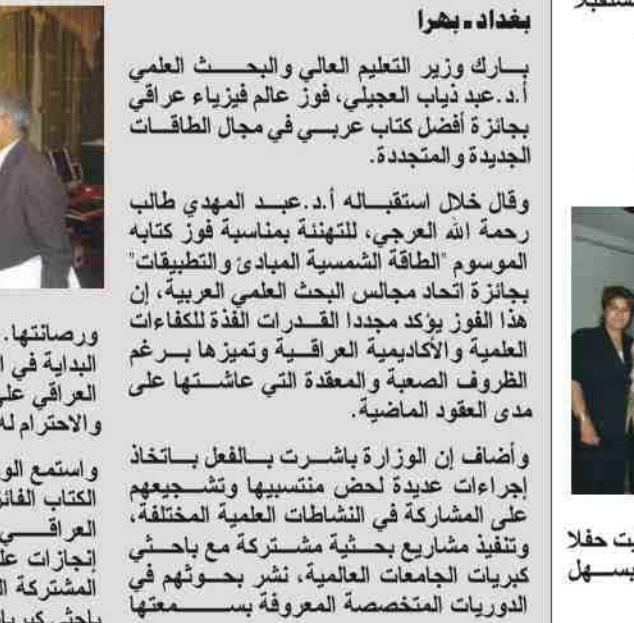 بغداد ـ بهرا
بارك وزير التعليم العالي والبحث العلمي
أ.د.عبد ذياب العجيلي، فوز عالم فيزياء عراقي
بجائزة أفضل كتاب عربي في مجال الطاقات
الجديدة والمتجددة.
وقال خلال استقباله أ.د.عبد المهدي طالب
رحمة الله العرجي، للتهنئة بمناسبة فوز كتابه
الموسوم "الطاقة الشمسية المبادئ والتطبيقات"
بجائزة اتحاد مجالس البحث العلمي العربية، إن
هذا الفوز يؤكد مجددا القدرات الفذة للكفاءات
العلمية والأكاديمية العراقية وتميزها برغم
الظروف الصعبة والمعقدة التي عاشتها على
مدى العقود الماضية.
وأضاف إن الوزارة باشرت بالفعل باتخاذ
إجراءات عديدة لحض منتسبيها وتشجيعهم
على المشاركة في النشاطات العلمية المختلفة،
وتنفيذ مشاريع بحثية مشتركة مع باحثي
كبريات الجامعات العالمية، نشر بحوثهم في
الدوريات المتخصصة المعروفة بسمعتها
ورصانتها.
البداية في
العراقي
والاحترام
واستمع
الكتاب
العراقي
إنجازات
المشتركة
حفلا